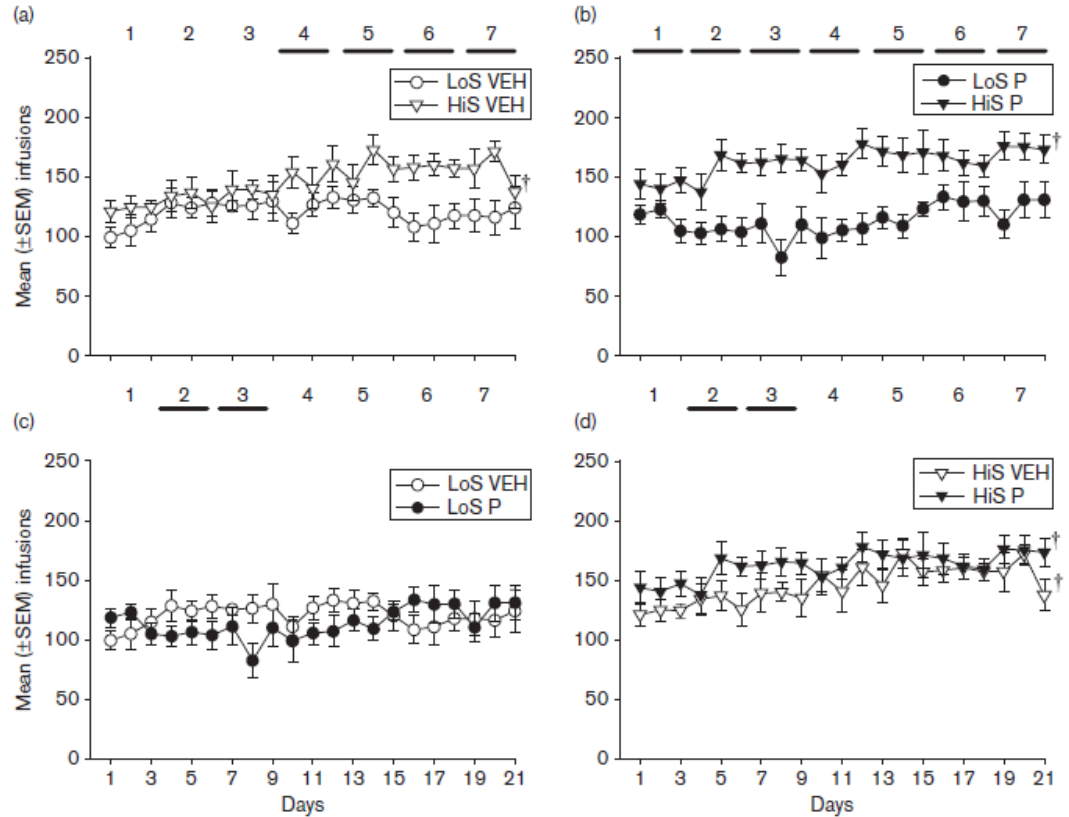 (a)
1 2 3 4 5 6 7
250
200
150
100
50
0
Mean (±SEM) infusions
LoS VEH
HiS VEH
†
(b)
1 2 3 4 5 6 7
250
200
150
100
50
0
LoS P
HiS P
†
(c)
1 2 3 4 5 6 7
250
200
150
100
50
0
Mean (±SEM) infusions
LoS VEH
LoS P
1 3 5 7 9 11 13 15 17 19 21
Days
(d)
1 2 3 4 5 6 7
250
200
150
100
50
0
HiS VEH
HiS P
†
†
1 3 5 7 9 11 13 15 17 19 21
Days